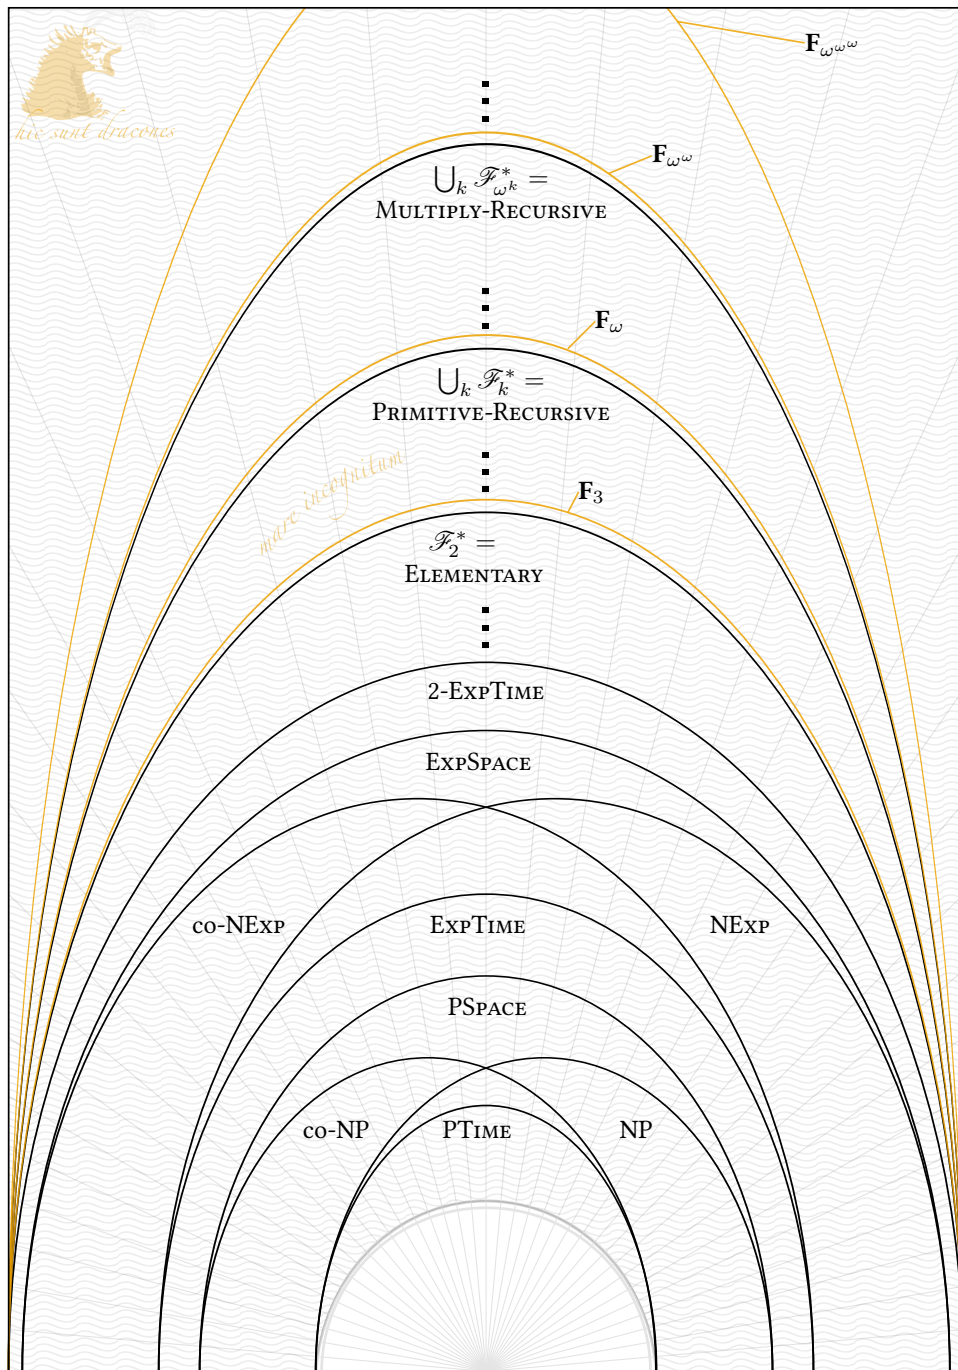 𝐅_{ω^{ω^ω}}
hic sunt dracones
𝐅_{ω^ω}
⋃_k ℱ*_{ω^k} =
Multiply-Recursive
𝐅_ω
⋃_k ℱ*_k =
Primitive-Recursive
mare incognitum
𝐅_3
ℱ*_2 =
Elementary
2-ExpTime
ExpSpace
co-NExp
ExpTime
NExp
PSpace
co-NP
PTime
NP